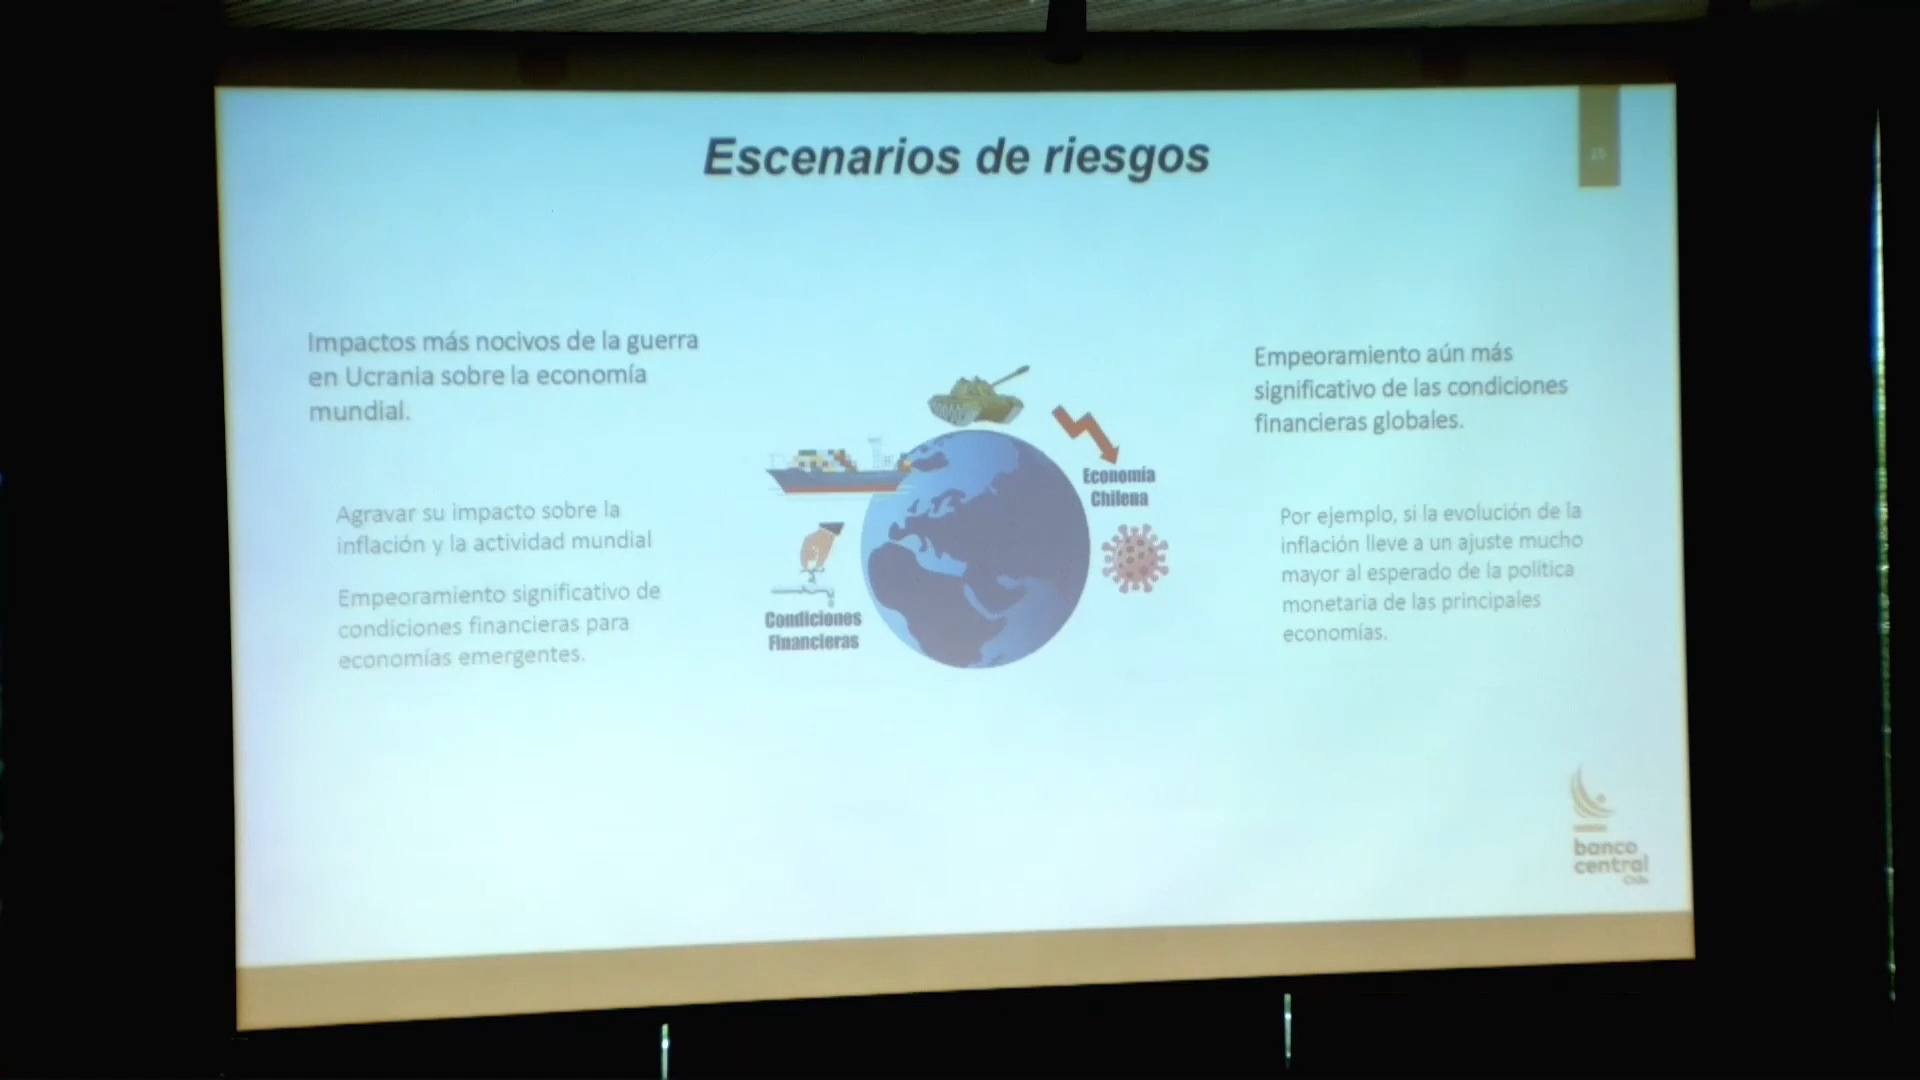 Escenarios de riesgos
Impactos más nocivos de la guerra
en Ucrania sobre la economía
mundial.
Agravar su impacto sobre la
inflación y la actividad mundial
Empeoramiento significativo de
condiciones financieras para
economías emergentes.
Economía
Chilena
Condiciones
Financieras
Empeoramiento aún más
significativo de las condiciones
financieras globales.
Por ejemplo, si la evolución de la
inflación lleve a un ajuste mucho
mayor al esperado de la política
monetaria de las principales
economías.
banco
central
Chile